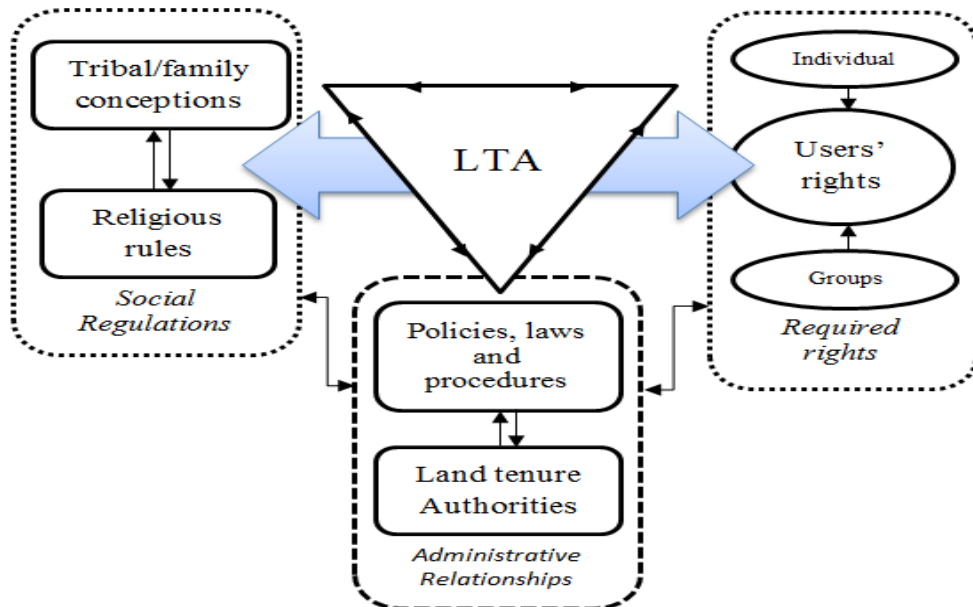 Tribal/family
conceptions
Religious
rules
Social
Regulations
LTA
Individual
Users’
rights
Groups
Required
rights
Policies, laws
and
procedures
Land tenure
Authorities
Administrative
Relationships